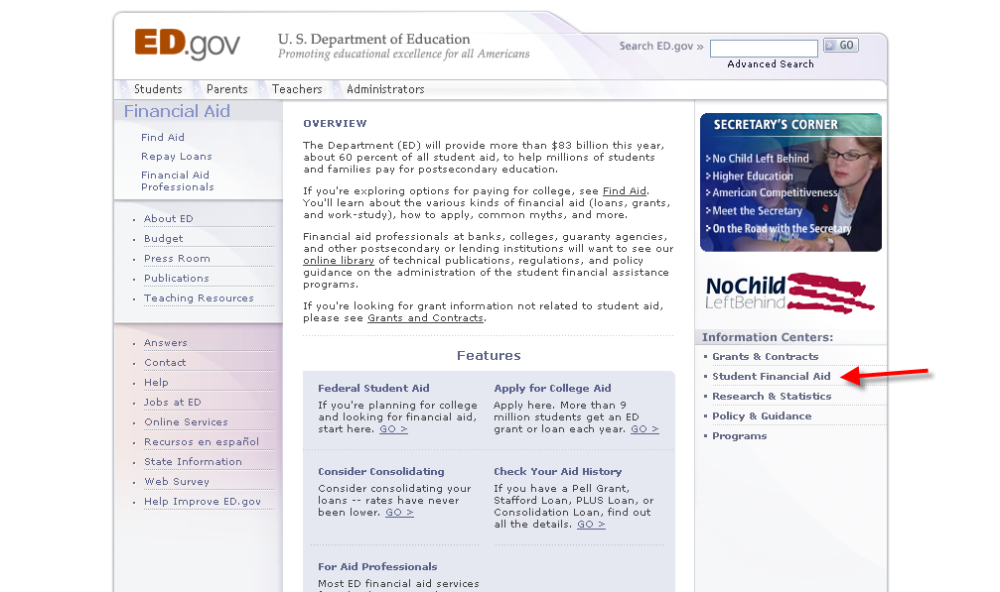 ED.gov
U. S. Department of Education
Promoting educational excellence for all Americans
Search ED.gov »
GO
Advanced Search
Students
Parents
Teachers
Administrators
Financial Aid
Find Aid
Repay Loans
Financial Aid
Professionals
About ED
Budget
Press Room
Publications
Teaching Resources
Answers
Contact
Help
Jobs at ED
Online Services
Recursos en español
State Information
Web Survey
Help Improve ED.gov
OVERVIEW
The Department (ED) will provide more than $83 billion this year,
about 60 percent of all student aid, to help millions of students
and families pay for postsecondary education.
If you're exploring options for paying for college, see Find Aid.
You'll learn about the various kinds of financial aid (loans, grants,
and work-study), how to apply, common myths, and more.
Financial aid professionals at banks, colleges, guaranty agencies,
and other postsecondary or lending institutions will want to see our
online library of technical publications, regulations, and policy
guidance on the administration of the student financial assistance
programs.
If you're looking for grant information not related to student aid,
please see Grants and Contracts.
Features
Federal Student Aid
If you're planning for college
and looking for financial aid,
start here. GO >
Apply for College Aid
Apply here. More than 9
million students get an ED
grant or loan each year. GO >
Consider Consolidating
Consider consolidating your
loans -- rates have never
been lower. GO >
Check Your Aid History
If you have a Pell Grant,
Stafford Loan, PLUS Loan, or
Consolidation Loan, find out
all the details. GO >
For Aid Professionals
Most ED financial aid services
SECRETARY'S CORNER
No Child Left Behind
Higher Education
American Competitiveness
Meet the Secretary
On the Road with the Secretary
No Child
Left Behind
Information Centers:
Grants & Contracts
Student Financial Aid
Research & Statistics
Policy & Guidance
Programs